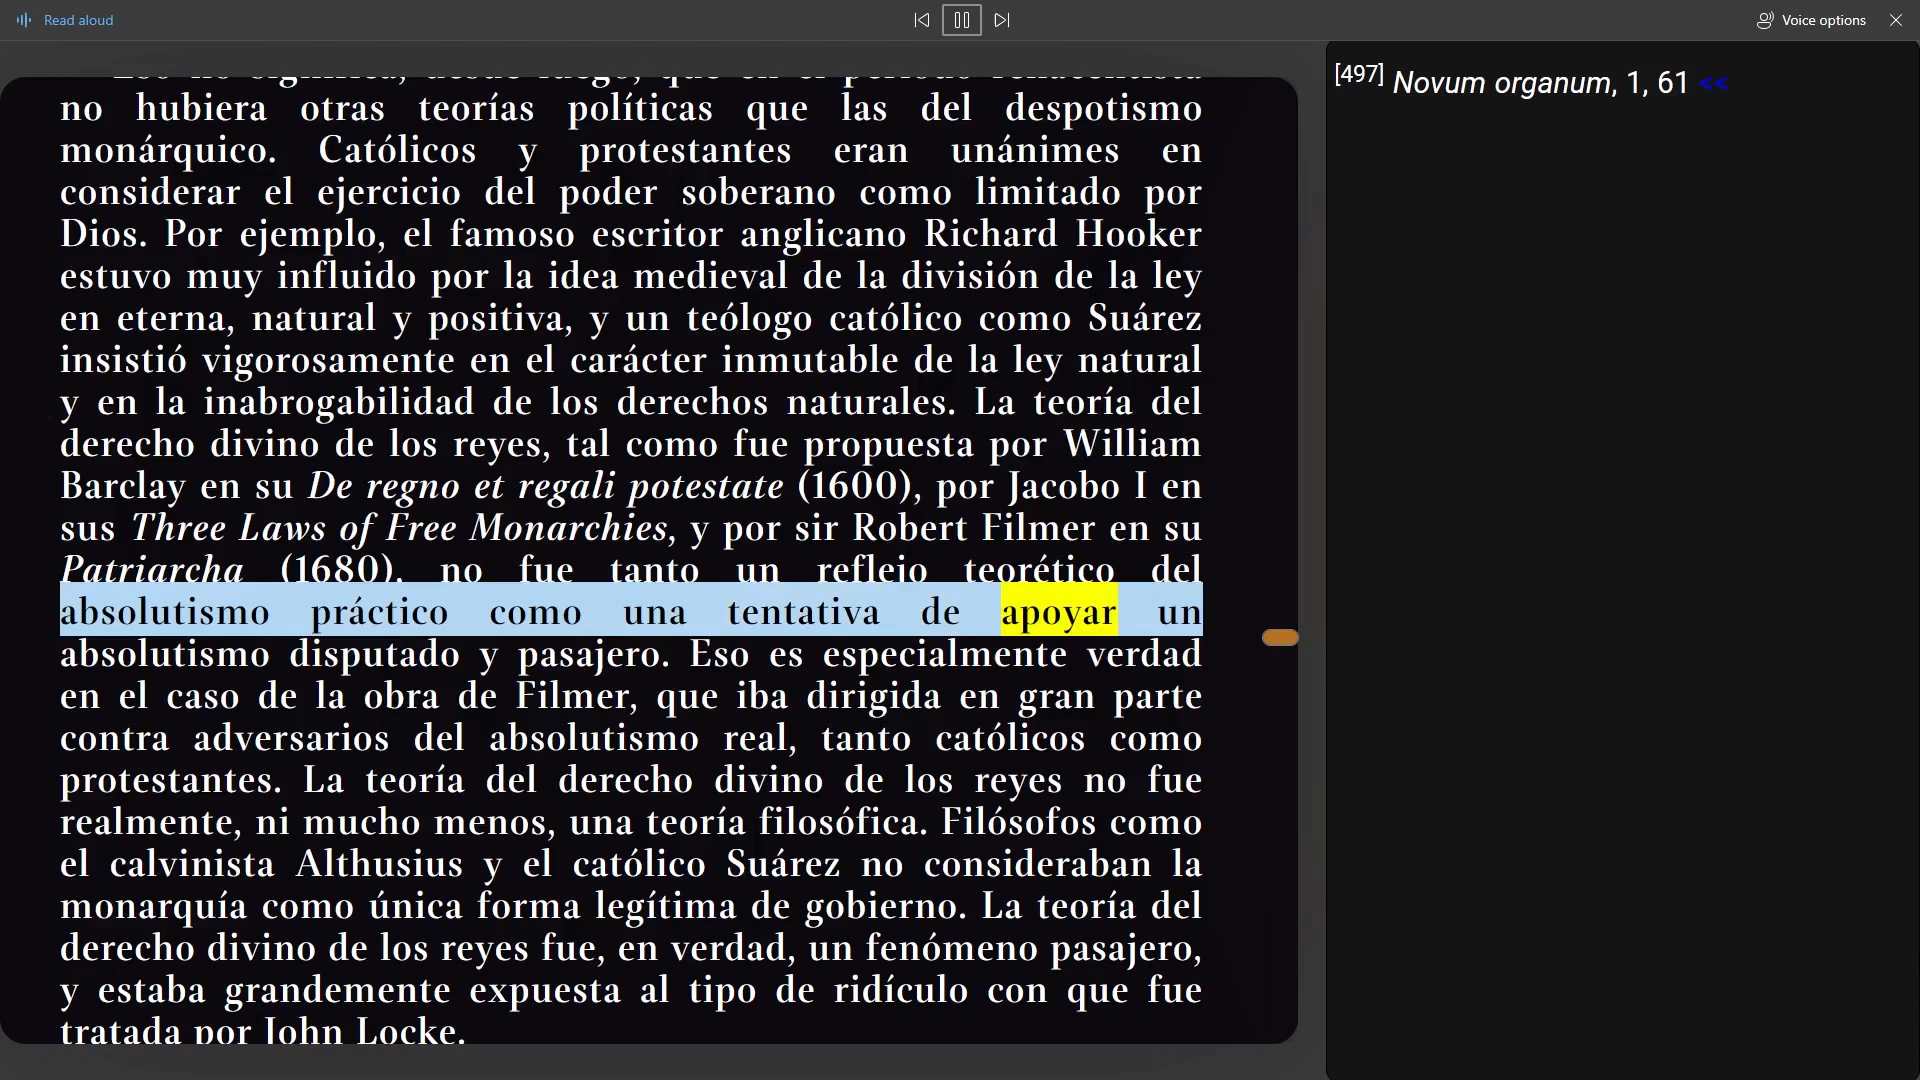 Read aloud
Voice options
Eso no significa, desde luego, que en el período renacentista
no hubiera otras teorías políticas que las del despotismo
monárquico. Católicos y protestantes eran unánimes en
considerar el ejercicio del poder soberano como limitado por
Dios. Por ejemplo, el famoso escritor anglicano Richard Hooker
estuvo muy influido por la idea medieval de la división de la ley
en eterna, natural y positiva, y un teólogo católico como Suárez
insistió vigorosamente en el carácter inmutable de la ley natural
y en la inabrogabilidad de los derechos naturales. La teoría del
derecho divino de los reyes, tal como fue propuesta por William
Barclay en su De regno et regali potestate (1600), por Jacobo I en
sus Three Laws of Free Monarchies, y por sir Robert Filmer en su
Patriarcha (1680), no fue tanto un reflejo teorético del
absolutismo práctico como una tentativa de apoyar un
absolutismo disputado y pasajero. Eso es especialmente verdad
en el caso de la obra de Filmer, que iba dirigida en gran parte
contra adversarios del absolutismo real, tanto católicos como
protestantes. La teoría del derecho divino de los reyes no fue
realmente, ni mucho menos, una teoría filosófica. Filósofos como
el calvinista Althusius y el católico Suárez no consideraban la
monarquía como única forma legítima de gobierno. La teoría del
derecho divino de los reyes fue, en verdad, un fenómeno pasajero,
y estaba grandemente expuesta al tipo de ridículo con que fue
tratada por John Locke.
[497] Novum organum, 1, 61 <<